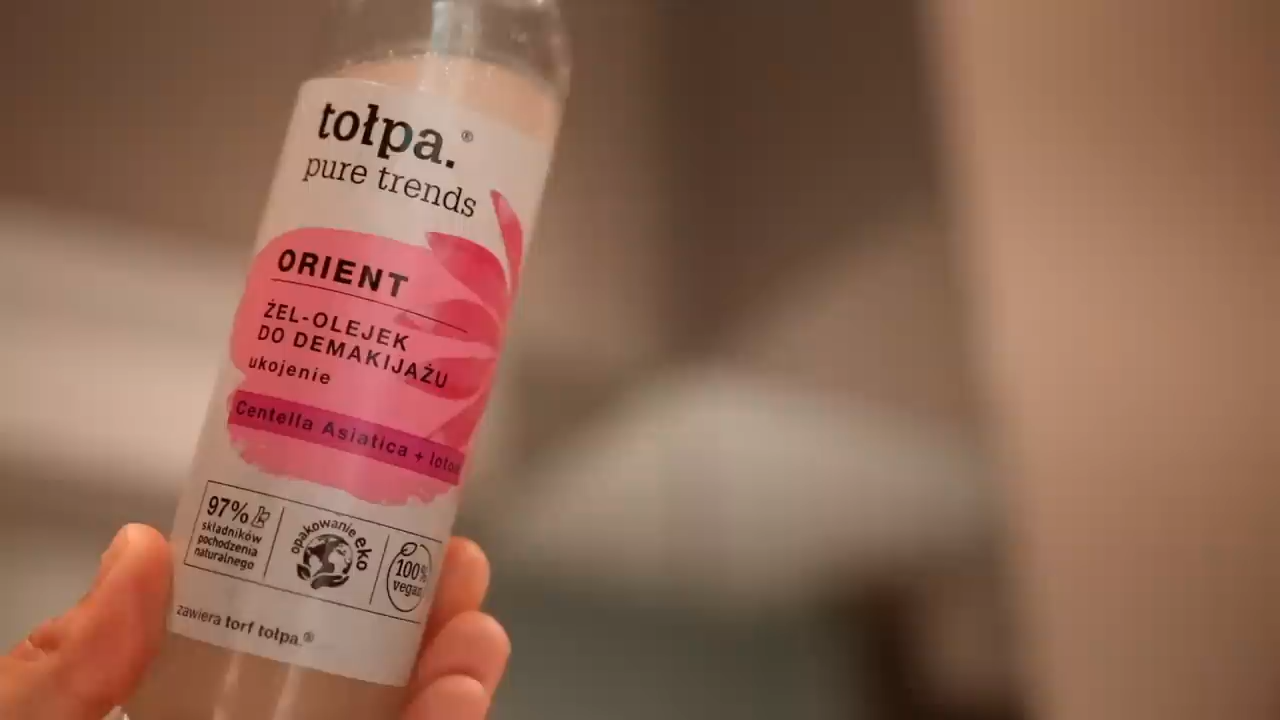 tołpa.®
pure trends
ORIENT
ŻEL-OLEJEK
DO DEMAKIJAŻU
ukojenie
Centella Asiatica +
97%
składników
pochodzenia
naturalnego
opakowanie eko
100%
vegan
zawiera torf tołpa.®